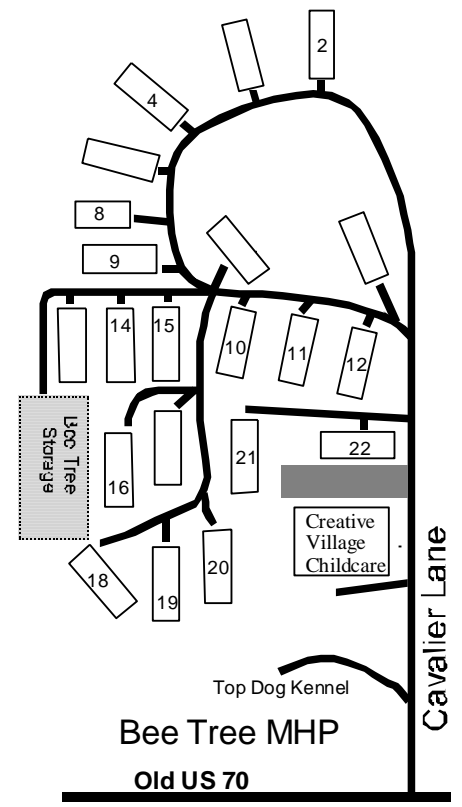 2
4
8
9
14
15
10
11
12
16
21
22
Bee Tree
Storage
Creative
Village
Childcare
18
19
20
Cavalier Lane
Top Dog Kennel
Bee Tree MHP
Old US 70